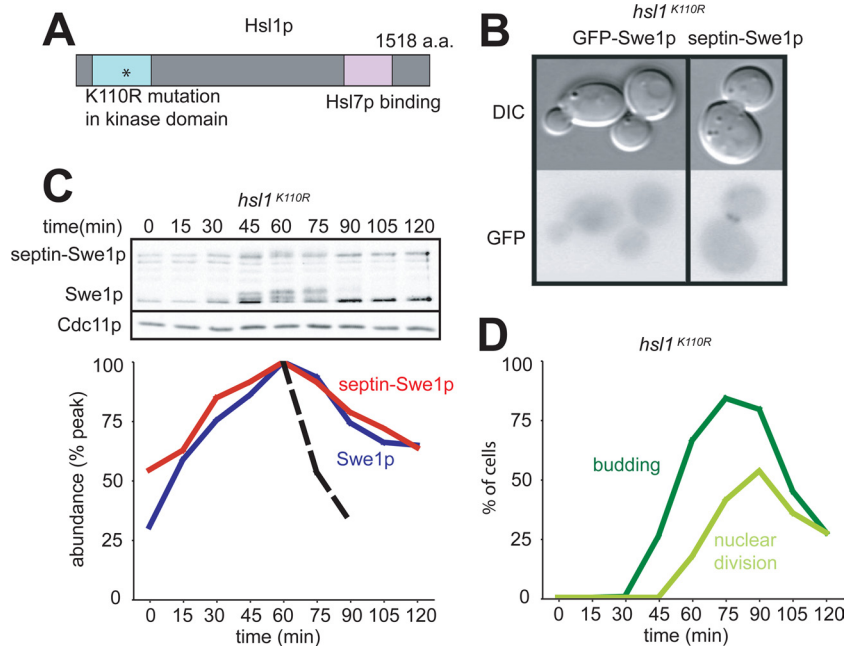 A
Hsl1p
1518 a.a.
*
K110R mutation
in kinase domain
Hsl7p binding
B
hsl1 K110R
GFP-Swe1p septin-Swe1p
DIC
GFP
C
hsl1 K110R
time(min) 0 15 30 45 60 75 90 105 120
septin-Swe1p
Swe1p
Cdc11p
100
75
50
25
0
abundance (% peak)
septin-Swe1p
Swe1p
0 15 30 45 60 75 90 105 120
time (min)
D
hsl1 K110R
100
75
50
25
0
% of cells
budding
nuclear
division
0 15 30 45 60 75 90 105 120
time (min)